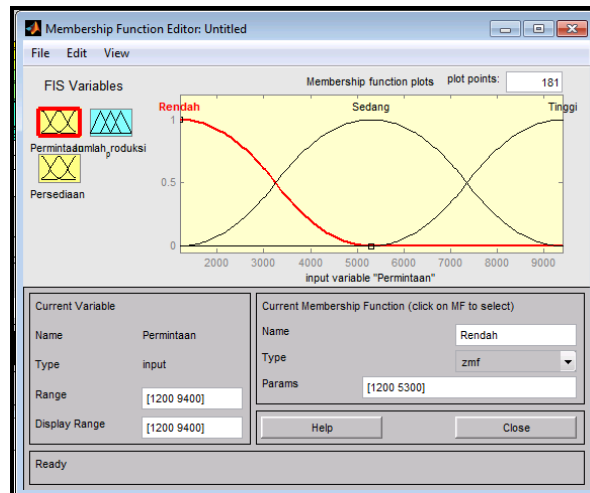 Membership Function Editor: Untitled
File Edit View
FIS Variables
Membership function plots plot points: 181
Rendah Sedang Tinggi
1
0.5
0
2000 3000 4000 5000 6000 7000 8000 9000
input variable "Permintaan"
Permintaan
Persediaan
Current Variable
Name Permintaan
Type input
Range [1200 9400]
Display Range [1200 9400]
Current Membership Function (click on MF to select)
Name Rendah
Type zmf
Params [1200 5300]
Help Close
Ready